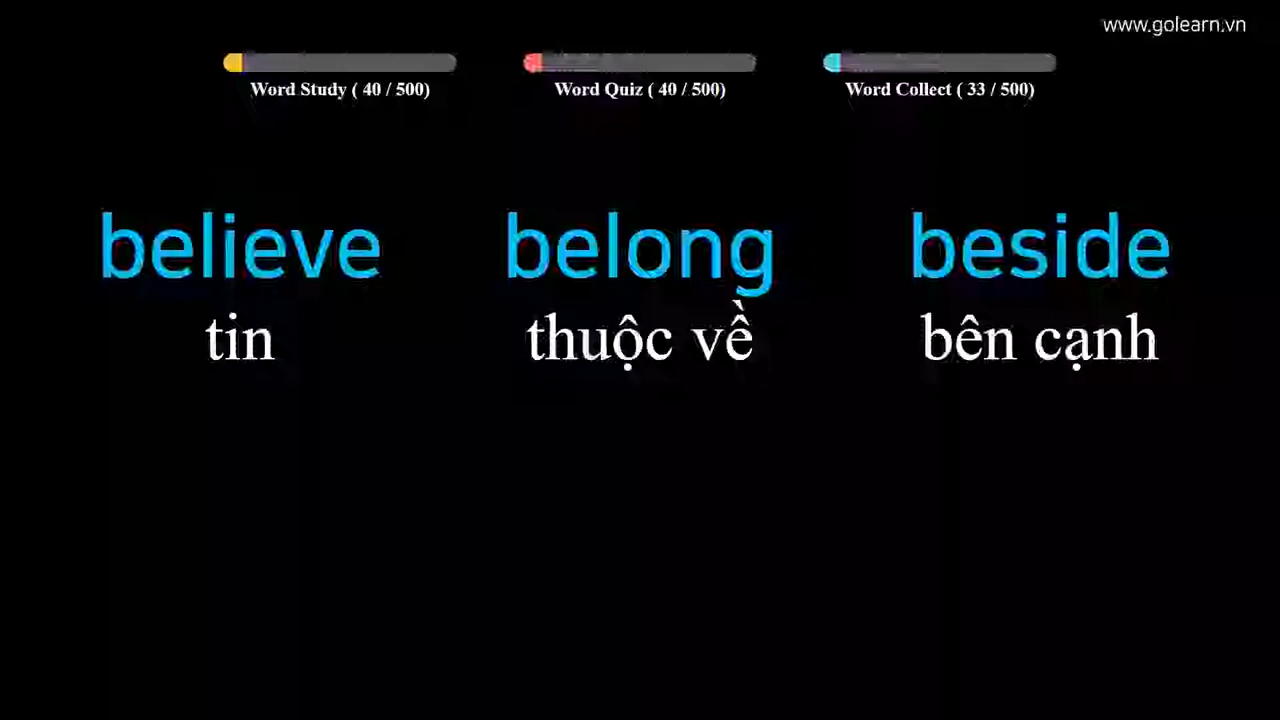 www.golearn.vn
Word Study ( 40 / 500)
Word Quiz ( 40 / 500)
Word Collect ( 33 / 500)
believe
tin
belong
thuộc về
beside
bên cạnh